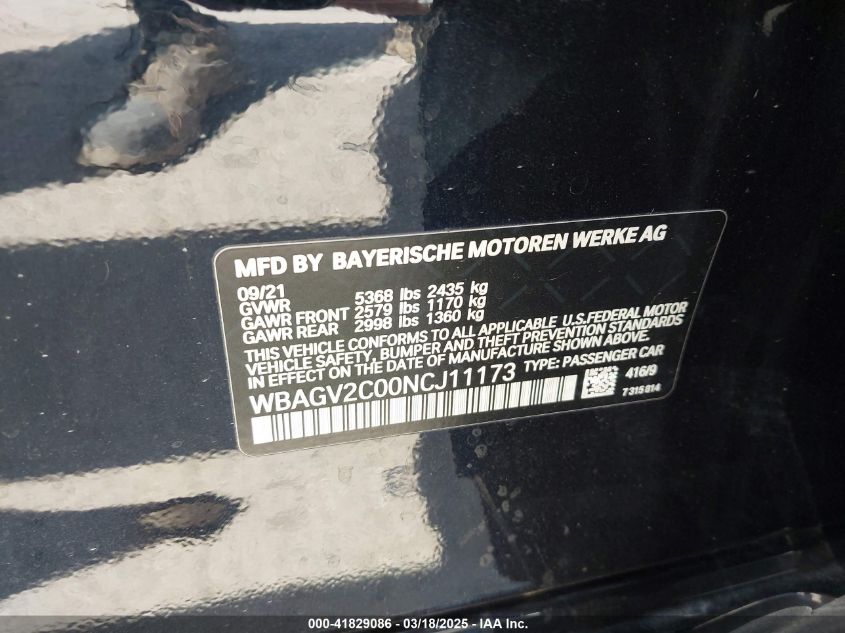 MFD BY BAYERISCHE MOTOREN WERKE AG
09/21
GVWR 5368 lbs 2435 kg
GAWR FRONT 2579 lbs 1170 kg
GAWR REAR 2998 lbs 1360 kg
THIS VEHICLE CONFORMS TO ALL APPLICABLE U.S.FEDERAL MOTOR
VEHICLE SAFETY, BUMPER AND THEFT PREVENTION STANDARDS
IN EFFECT ON THE DATE OF MANUFACTURE SHOWN ABOVE.
WBAGV2C00NCJ11173 TYPE: PASSENGER CAR
416/9
7315814
000-41829086 - 03/18/2025 - IAA Inc.